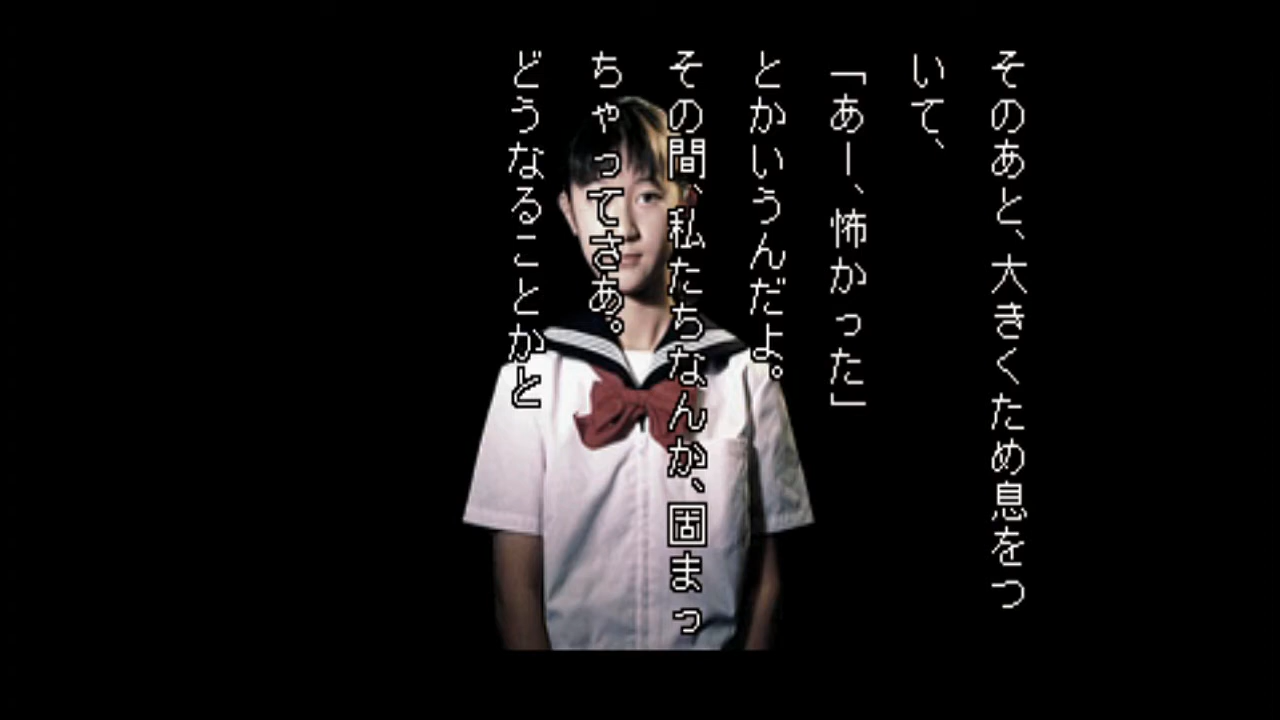 そのあと、大きくため息をつ
いて、
「あー、怖かった」
とかいうんだよ。
その間、私たちなんか、固まっ
ちゃってさあ。
どうなることかと